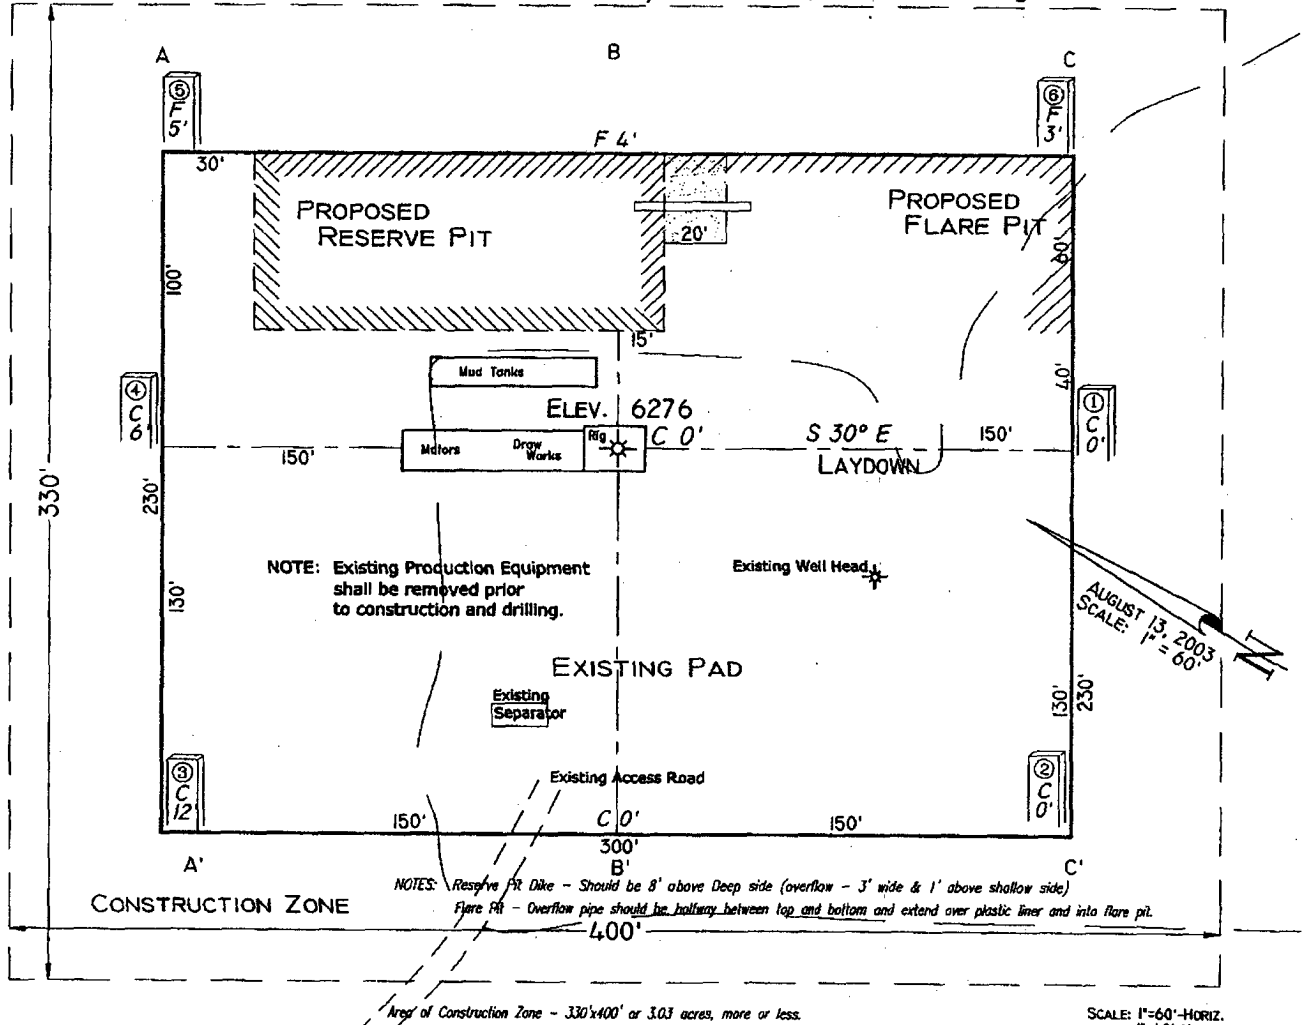 A
B
C
⑤
F
5'
⑥
F
3'
F 4'
30'
PROPOSED
RESERVE PIT
20'
PROPOSED
FLARE PIT
60'
100'
15'
40'
Mud Tanks
④
C
6'
ELEV. 6276
C 0'
Rig
Motors
Draw
Works
S 30° E
150'
LAYDOWN
150'
①
C
0'
330'
230'
NOTE: Existing Production Equipment
shall be removed prior
to construction and drilling.
130'
Existing Well Head
AUGUST 13, 2003
SCALE: 1" = 60'
N
EXISTING PAD
Existing
Separator
130'
230'
③
C
12'
②
C
0'
Existing Access Road
150'
C 0'
150'
300'
A'
B'
C'
NOTES: Reserve Pit Dike - Should be 8' above Deep side (overflow - 3' wide & 1' above shallow side)
Flare Pit - Overflow pipe should be halfway between top and bottom and extend over plastic liner and into flare pit.
CONSTRUCTION ZONE
400'
Area of Construction Zone - 330'x400' or 3.03 acres, more or less.
SCALE: 1"=60'-HORIZ.